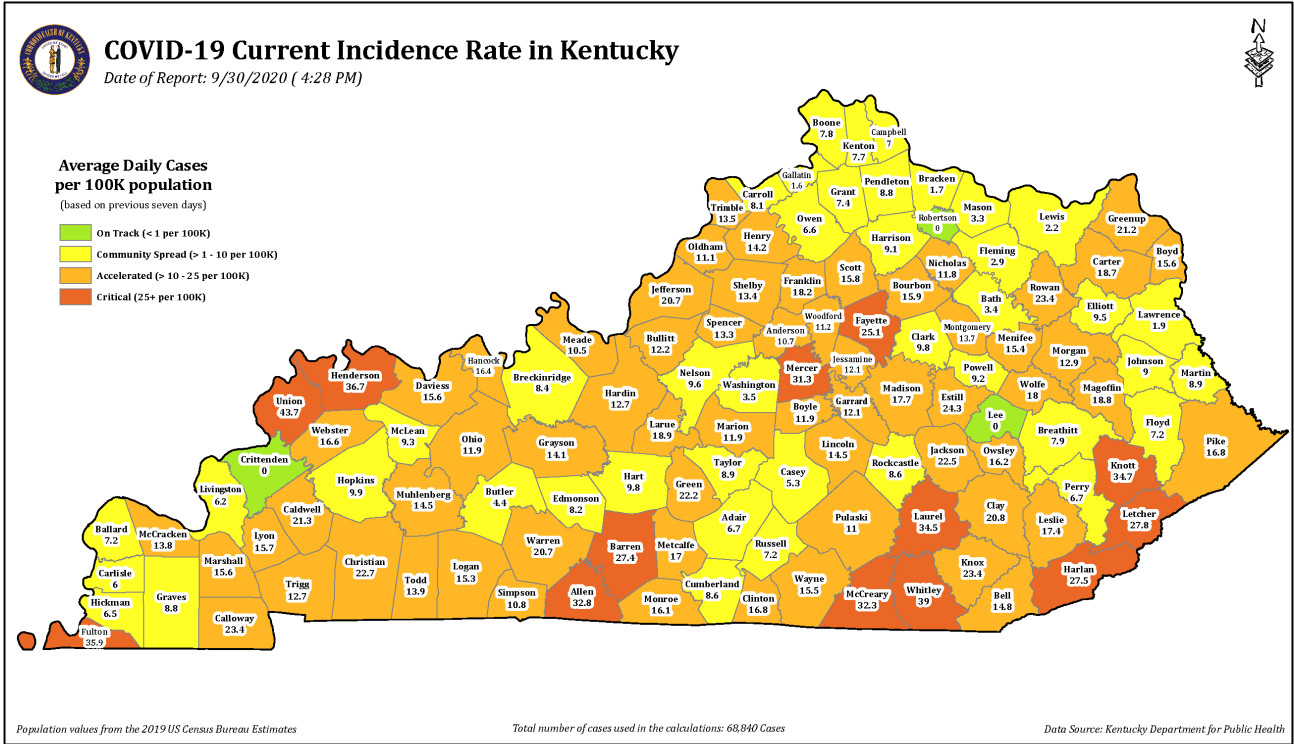 COVID-19 Current Incidence Rate in Kentucky
Date of Report: 9/30/2020 ( 4:28 PM)
N
Average Daily Cases
per 100K population
(based on previous seven days)
On Track (< 1 per 100K)
Community Spread (> 1 - 10 per 100K)
Accelerated (> 10 - 25 per 100K)
Critical (25+ per 100K)
Boone
7.8
Kenton
7.7
Campbell
7
Gallatin
1.6
Carroll
8.1
Grant
7.4
Pendleton
8.8
Bracken
1.7
Trimble
13.5
Owen
6.6
Robertson
0
Mason
3.3
Lewis
2.2
Greenup
21.2
Henry
14.2
Oldham
11.1
Harrison
9.1
Fleming
2.9
Boyd
15.6
Carter
18.7
Nicholas
11.8
Scott
15.8
Franklin
18.2
Shelby
13.4
Jefferson
20.7
Bourbon
15.9
Rowan
23.4
Bath
3.4
Elliott
9.5
Lawrence
1.9
Spencer
13.3
Anderson
10.7
Woodford
11.2
Fayette
25.1
Clark
9.8
Montgomery
13.7
Menifee
15.4
Morgan
12.9
Johnson
9
Martin
8.9
Meade
10.5
Bullitt
12.2
Hancock
16.4
Breckinridge
8.4
Nelson
9.6
Washington
3.5
Mercer
31.3
Jessamine
12.1
Powell
9.2
Wolfe
18
Magoffin
18.8
Henderson
36.7
Daviess
15.6
Union
43.7
Hardin
12.7
Boyle
11.9
Garrard
12.1
Madison
17.7
Estill
24.3
Lee
0
Floyd
7.2
Pike
16.8
Webster
16.6
McLean
9.3
Ohio
11.9
Grayson
14.1
Larue
18.9
Marion
11.9
Lincoln
14.5
Rockcastle
8.6
Jackson
22.5
Owsley
16.2
Breathitt
7.9
Knott
34.7
Perry
6.7
Crittenden
0
Livingston
6.2
Hopkins
9.9
Muhlenberg
14.5
Butler
4.4
Edmonson
8.2
Hart
9.8
Green
22.2
Taylor
8.9
Casey
5.3
Caldwell
21.3
Lyon
15.7
Ballard
7.2
McCracken
13.8
Marshall
15.6
Christian
22.7
Todd
13.9
Logan
15.3
Warren
20.7
Barren
27.4
Metcalfe
17
Adair
6.7
Russell
7.2
Pulaski
11
Laurel
34.5
Clay
20.8
Leslie
17.4
Letcher
27.8
Harlan
27.5
Knox
23.4
Bell
14.8
Whitley
39
McCreary
32.3
Wayne
15.5
Clinton
16.8
Cumberland
8.6
Monroe
16.1
Allen
32.8
Simpson
10.8
Trigg
12.7
Calloway
23.4
Graves
8.8
Carlisle
6
Hickman
6.5
Fulton
35.9
Population values from the 2019 US Census Bureau Estimates
Total number of cases used in the calculations: 68,840 Cases
Data Source: Kentucky Department for Public Health